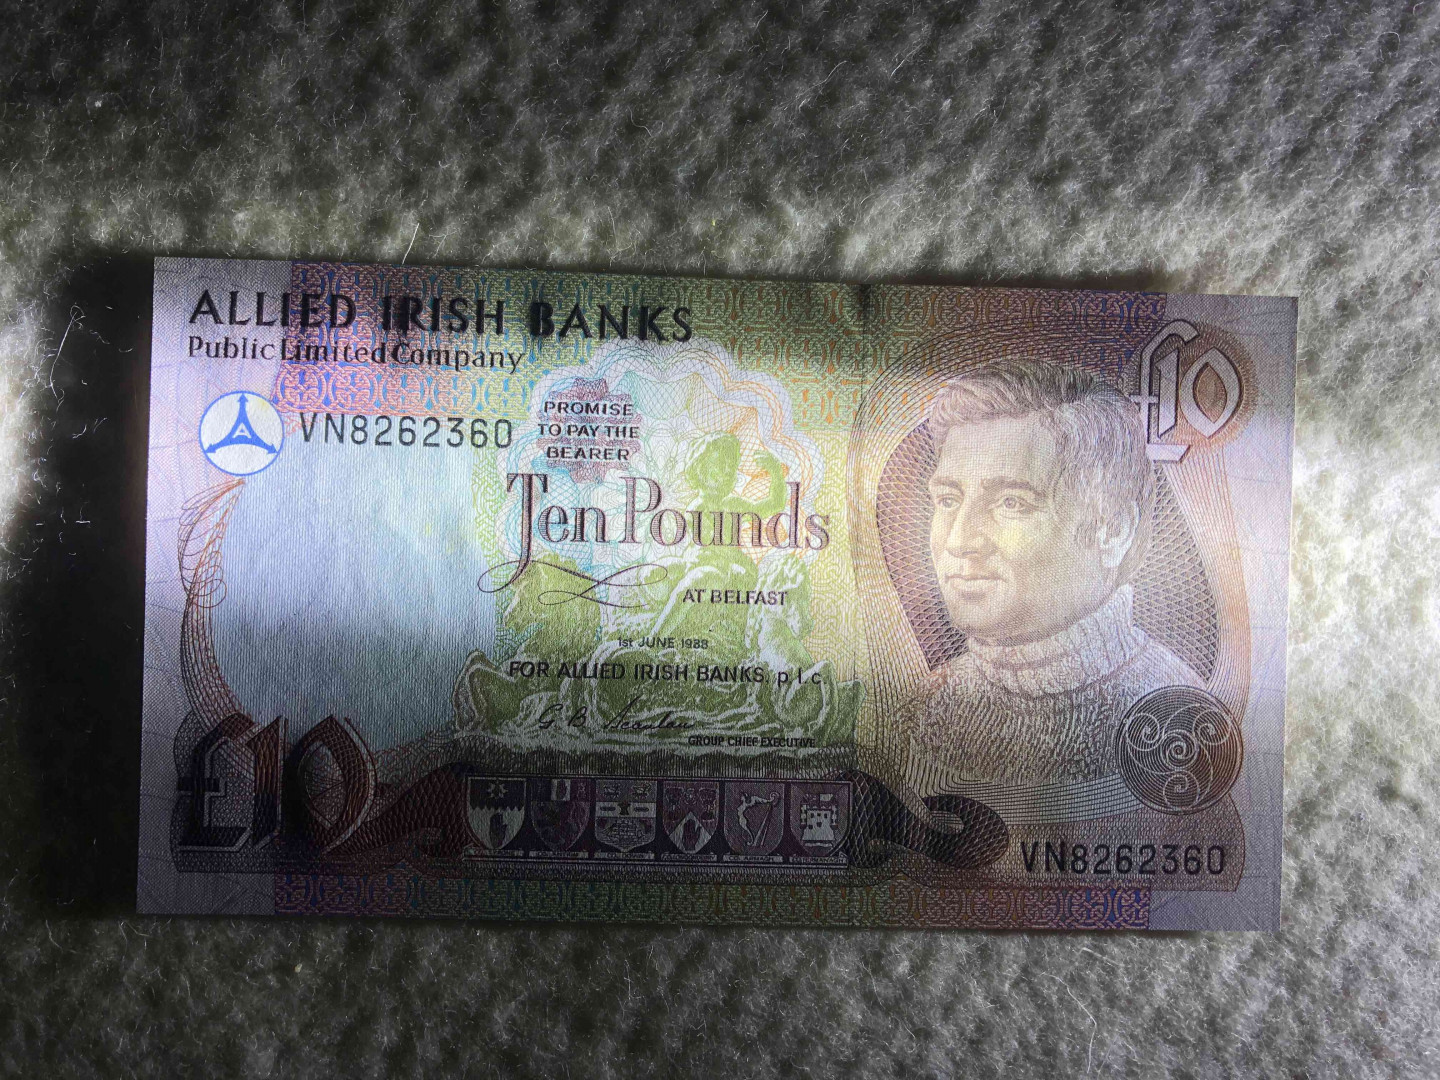 ALLIED IRISH BANKS
Public Limited Company
£10
VN8262360
PROMISE
TO PAY THE
BEARER
Ten Pounds
AT BELFAST
1st JUNE 1988
FOR ALLIED IRISH BANKS, p.l.c.
GROUP CHIEF EXECUTIVE
£10
VN8262360